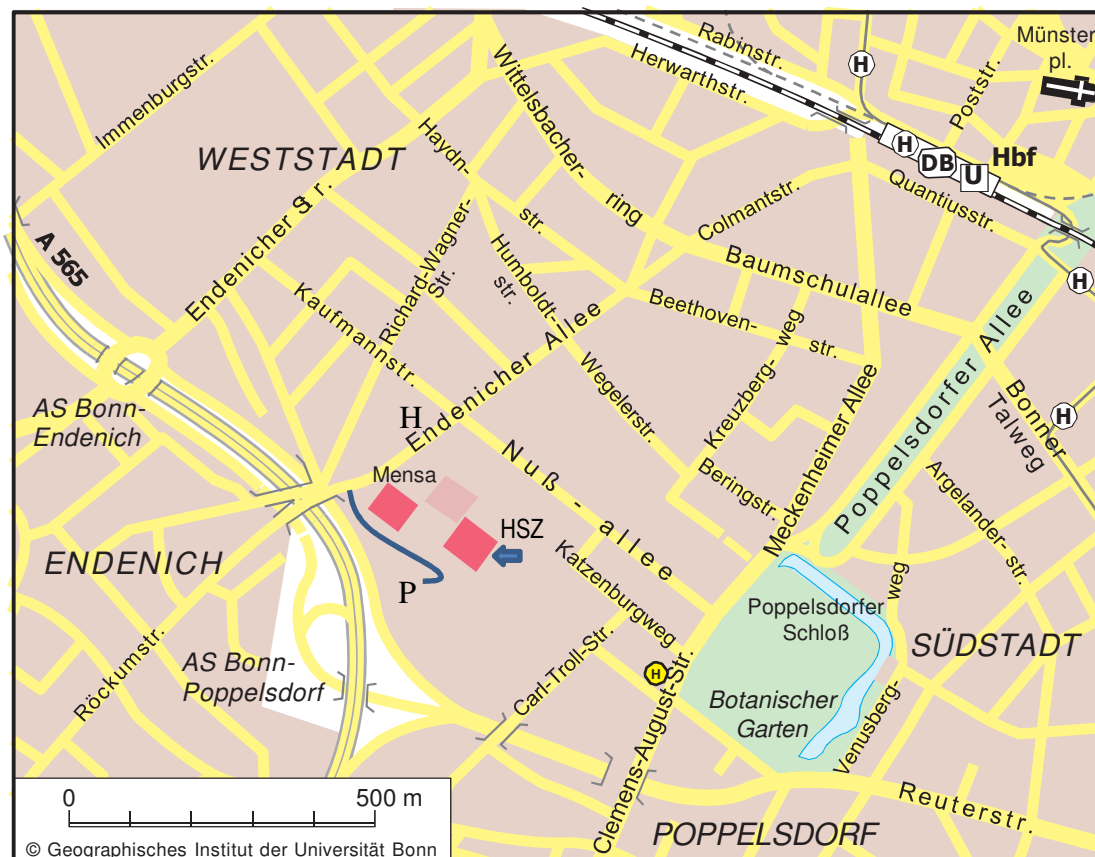 Rabinstr.
Herwarthstr.
Münster
pl.
H
Poststr.
Immenburgstr.
Wittelsbacher-
ring
Haydn-
str.
WESTSTADT
H
DB
U
Hbf
Quantiusstr.
Colmantstr.
Endenicher Str.
Richard-Wagner-
Str.
Humboldt-
str.
A 565
Baumschulallee
H
Kaufmannstr.
Endenicher Allee
Beethoven-
str.
Kreuzberg-
weg
Poppelsdorfer Allee
Wegelerstr.
Meckenheimer Allee
Bonner
Talweg
H
AS Bonn-
Endenich
H
Nuß - allee
Mensa
Beringstr.
Argelander-
str.
HSZ
ENDENICH
P
Katzenburgweg
Poppelsdorfer
Schloß
weg
Venusberg-
SÜDSTADT
Röckumstr.
AS Bonn-
Poppelsdorf
Carl-Troll-Str.
H
Clemens-August-Str.
Botanischer
Garten
Reuterstr.
POPPELSDORF
0
500 m
© Geographisches Institut der Universität Bonn